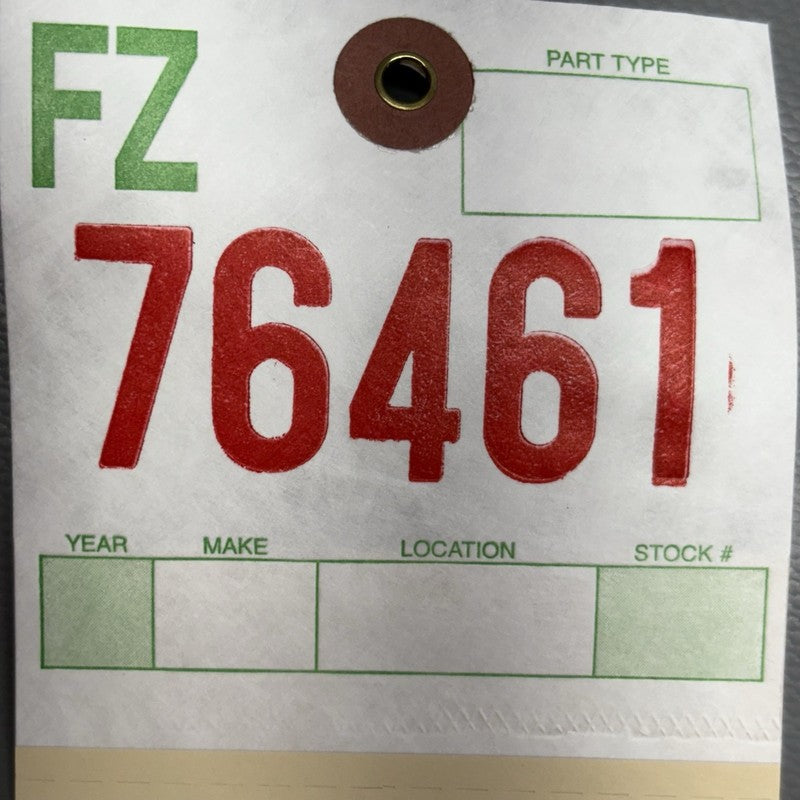 FZ
PART TYPE
76461
YEAR MAKE LOCATION STOCK #